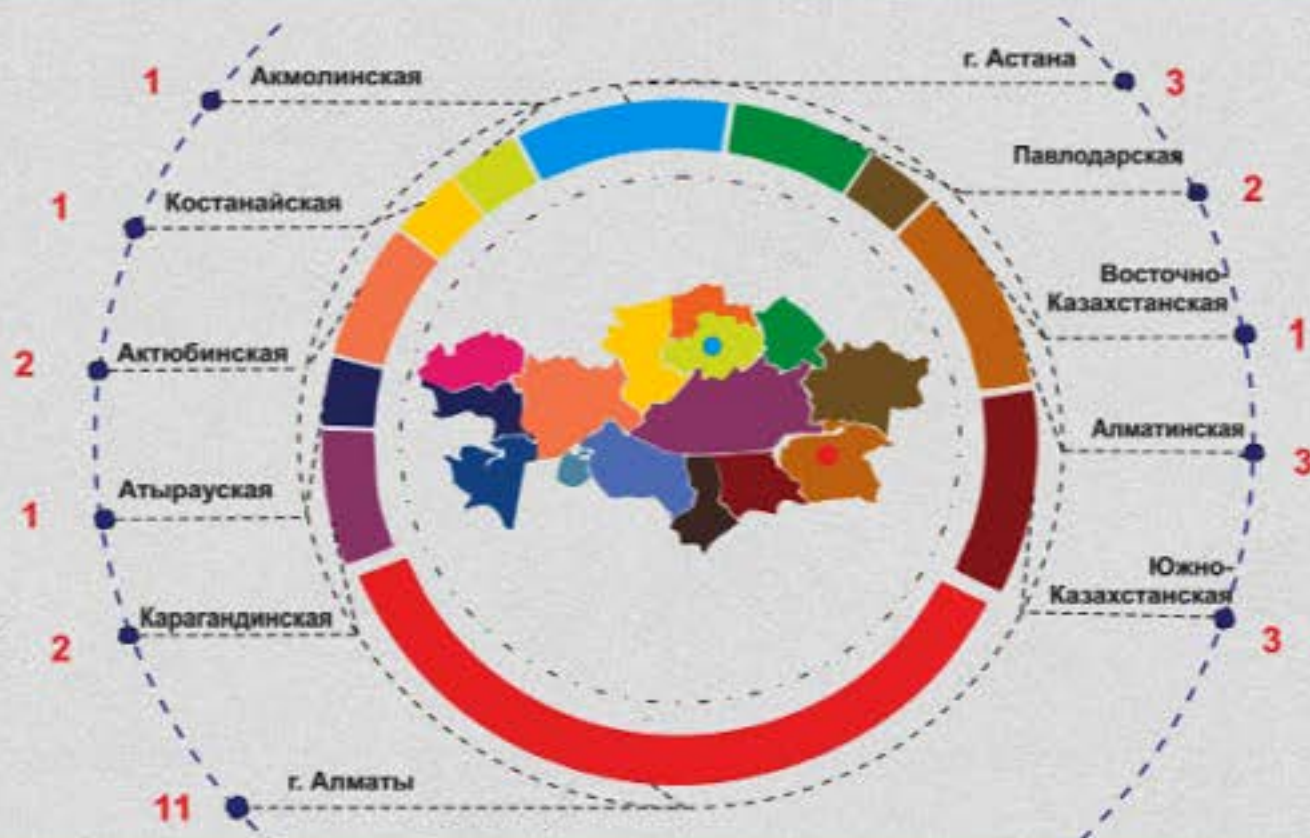 1
Акмолинская
г. Астана
3
Павлодарская
2
1
Костанайская
Восточно-
Казахстанская
1
2
Актюбинская
Алматинская
3
1
Атырауская
Южно-
Казахстанская
3
2
Карагандинская
г. Алматы
11